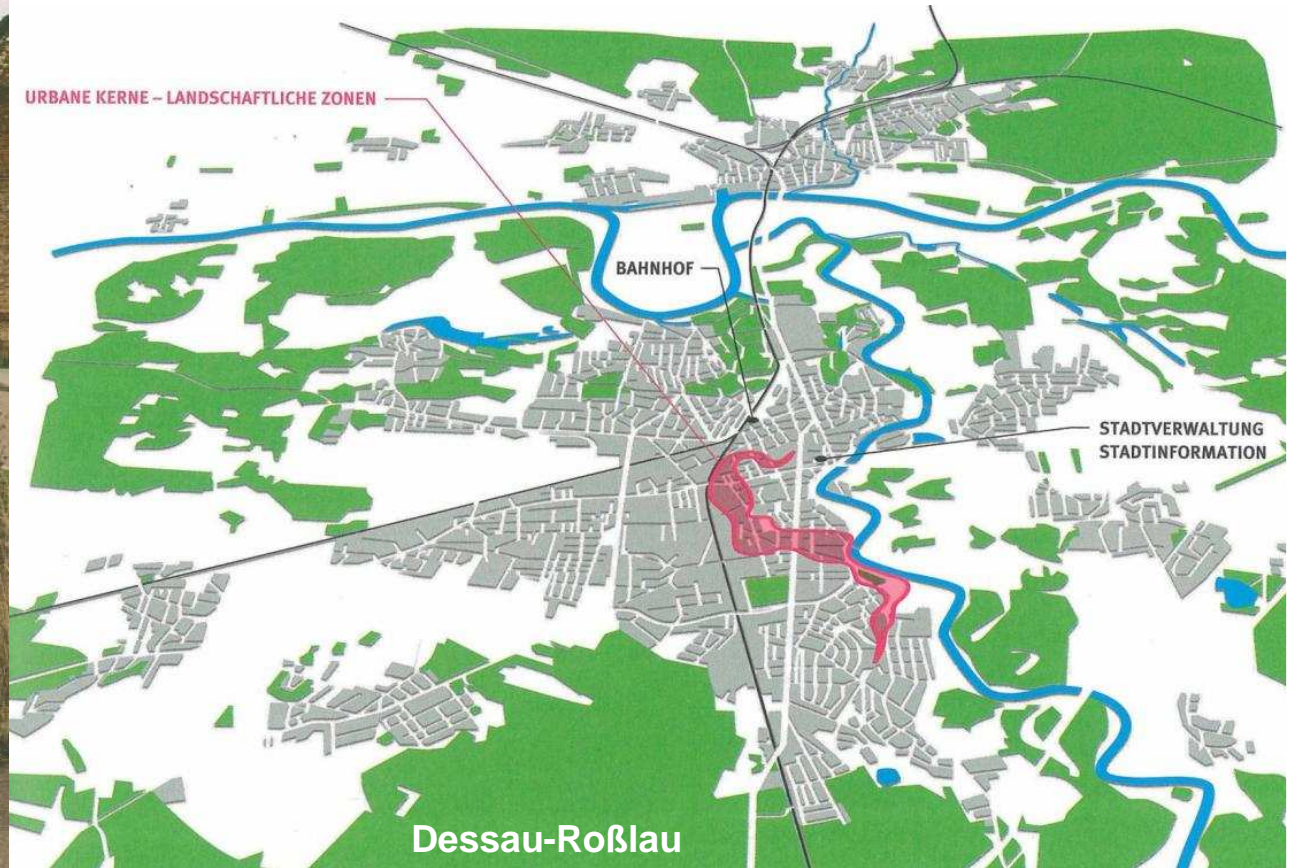 URBANE KERNE – LANDSCHAFTLICHE ZONEN
BAHNHOF
STADTVERWALTUNG
STADTINFORMATION
Dessau-Roßlau